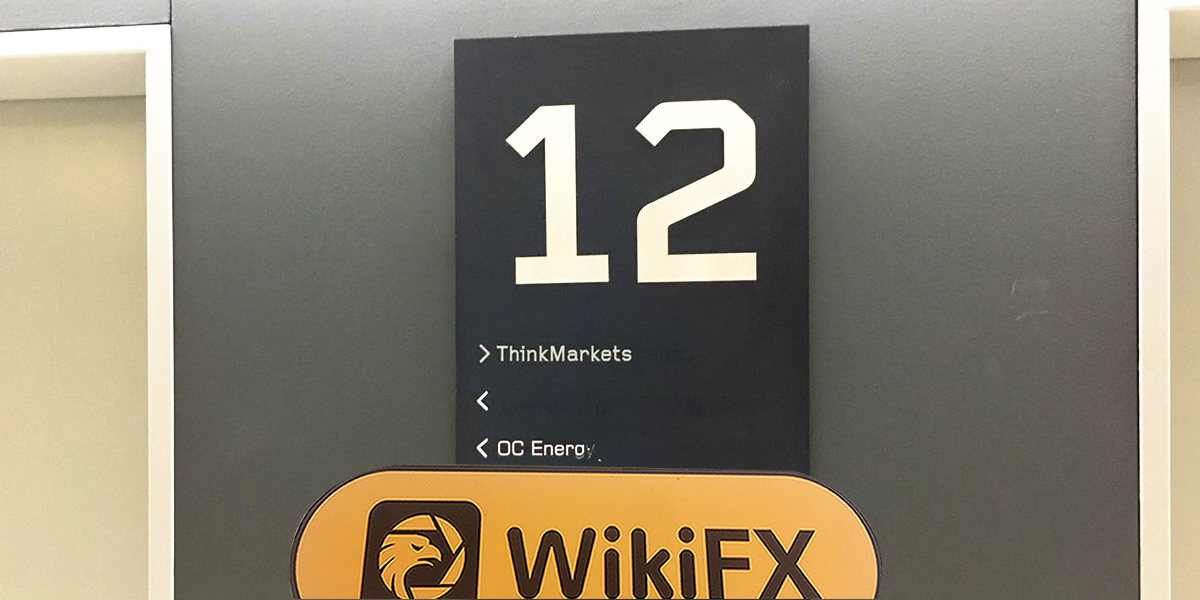 12
> ThinkMarkets
<
< OC Energy
WikiFX